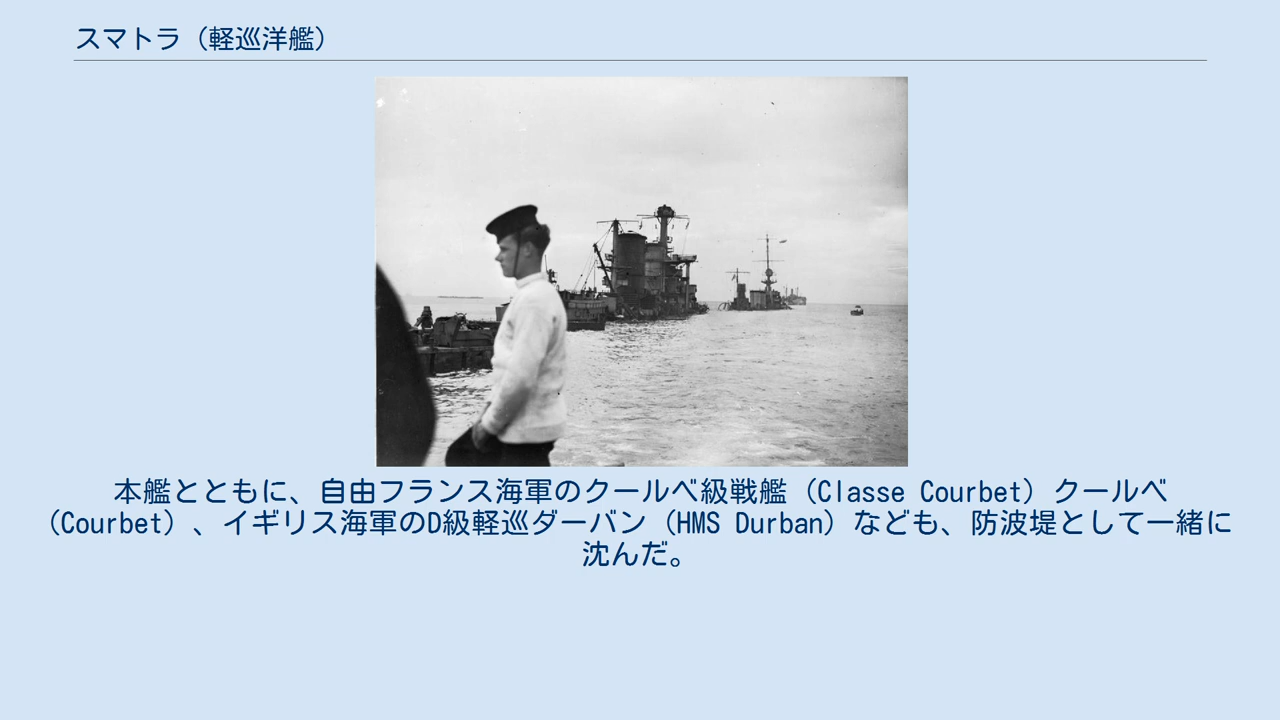 スマトラ（軽巡洋艦）
本艦とともに、自由フランス海軍のクールベ級戦艦（Classe Courbet）クールベ
（Courbet）、イギリス海軍のD級軽巡ダーバン（HMS Durban）なども、防波堤として一緒に
沈んだ。